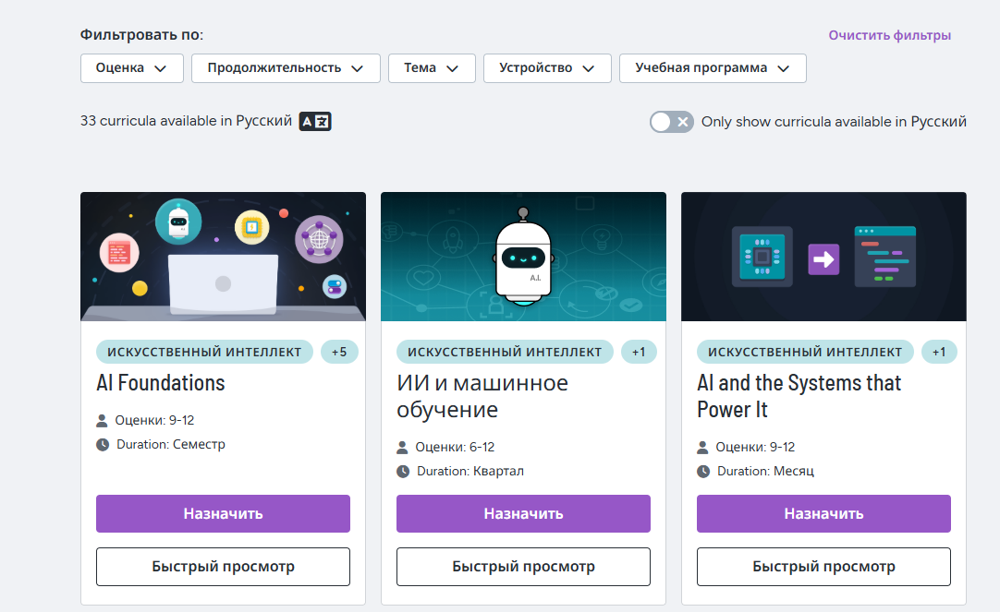 Фильтровать по:
Очистить фильтры
Оценка
Продолжительность
Тема
Устройство
Учебная программа
33 curricula available in Русский
Only show curricula available in Русский
A.I.
ИСКУССТВЕННЫЙ ИНТЕЛЛЕКТ +5
AI Foundations
Оценки: 9-12
Duration: Семестр
Назначить
Быстрый просмотр
ИСКУССТВЕННЫЙ ИНТЕЛЛЕКТ +1
ИИ и машинное
обучение
Оценки: 6-12
Duration: Квартал
Назначить
Быстрый просмотр
ИСКУССТВЕННЫЙ ИНТЕЛЛЕКТ +1
AI and the Systems that
Power It
Оценки: 9-12
Duration: Месяц
Назначить
Быстрый просмотр